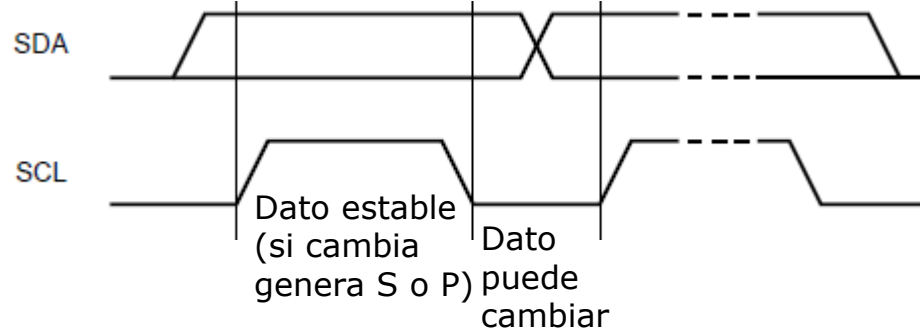 SDA
SCL
Dato estable
(si cambia
genera S o P)
Dato
puede
cambiar